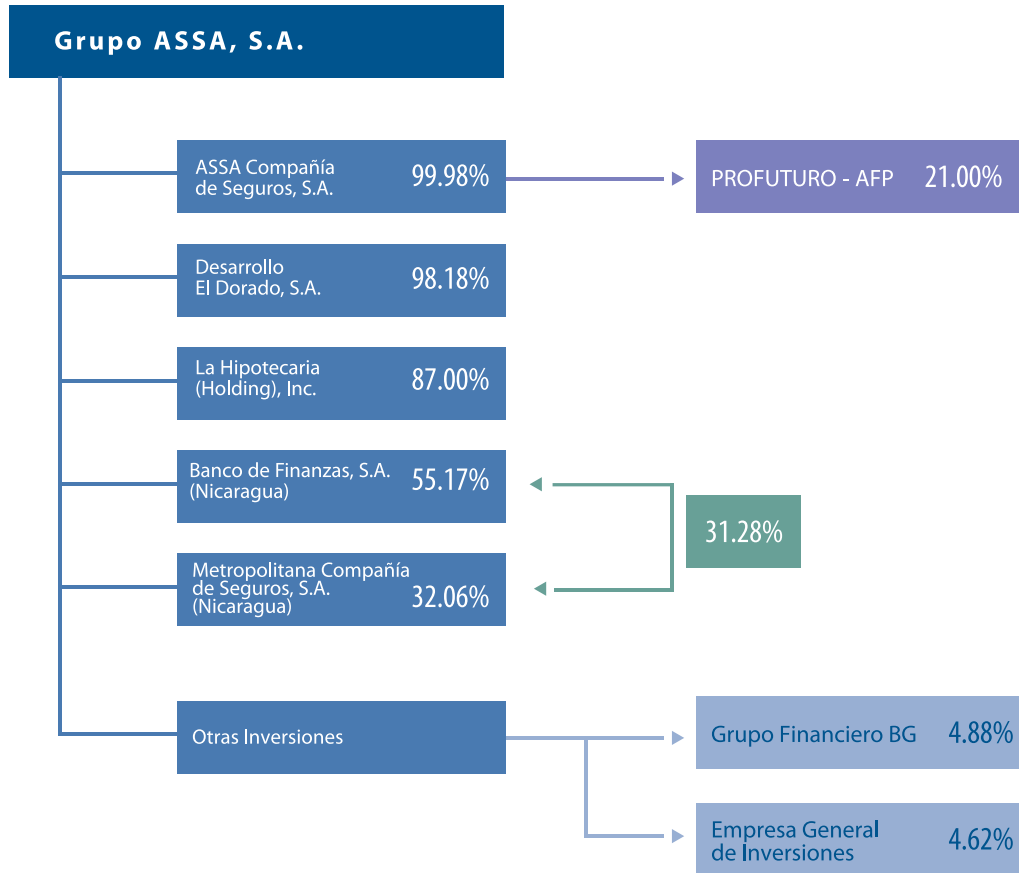 Grupo ASSA, S.A.
ASSA Compañía
de Seguros, S.A.
99.98%
PROFUTURO - AFP 21.00%
Desarrollo
El Dorado, S.A.
98.18%
La Hipotecaria
(Holding), Inc.
87.00%
Banco de Finanzas, S.A.
(Nicaragua)
55.17%
31.28%
Metropolitana Compañía
de Seguros, S.A.
(Nicaragua)
32.06%
Otras Inversiones
Grupo Financiero BG 4.88%
Empresa General
de Inversiones
4.62%